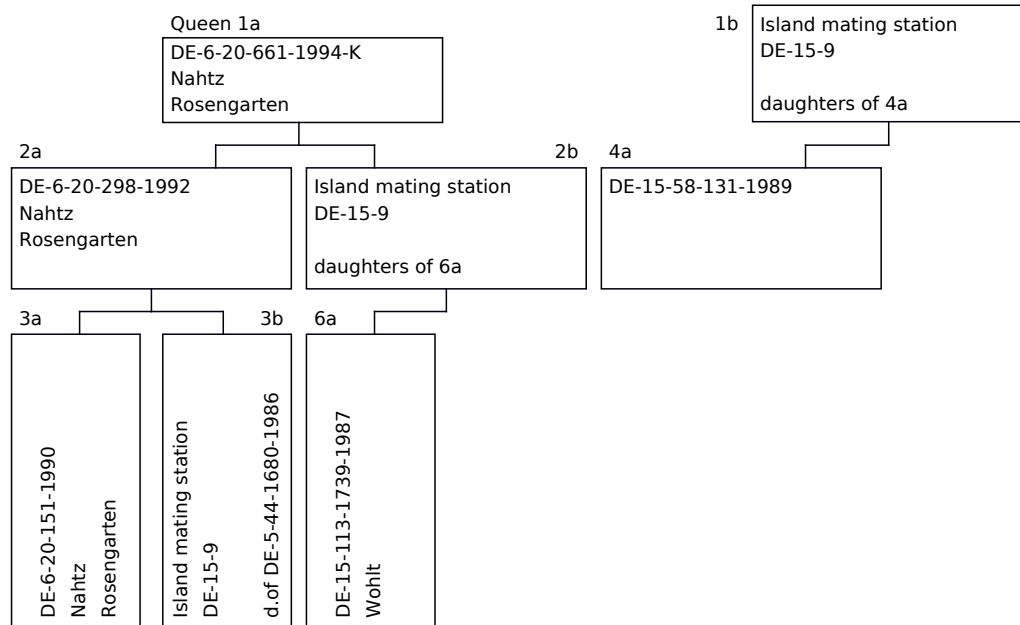 Queen 1a
DE-6-20-661-1994-K
Nahtz
Rosengarten
1b
Island mating station
DE-15-9
daughters of 4a
2a
DE-6-20-298-1992
Nahtz
Rosengarten
2b
Island mating station
DE-15-9
daughters of 6a
4a
DE-15-58-131-1989
3a
DE-6-20-151-1990
Nahtz
Rosengarten
3b
Island mating station
DE-15-9
d.of DE-5-44-1680-1986
6a
DE-15-113-1739-1987
Wohlt